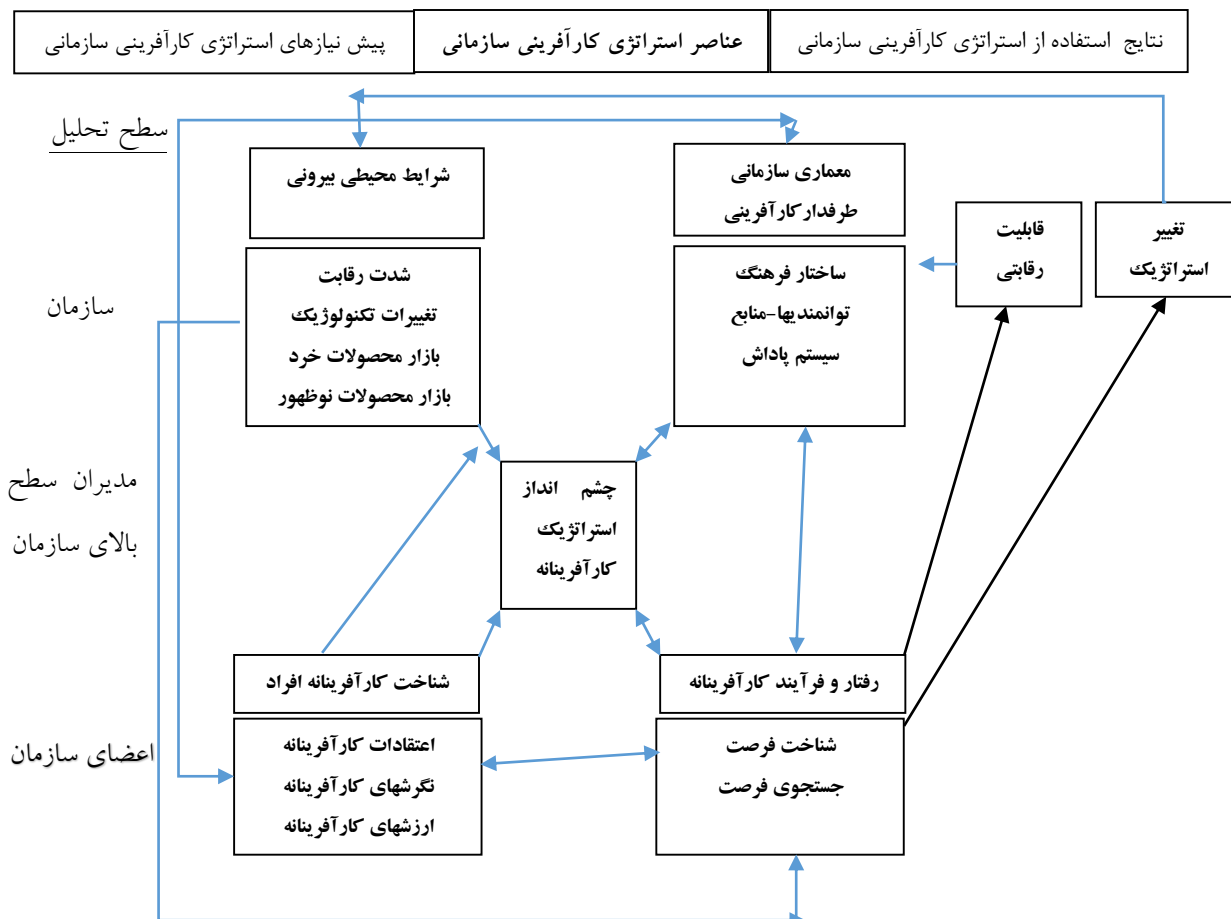 نتایج استفاده از استراتژی کارآفرینی سازمانی
عناصر استراتژی کارآفرینی سازمانی
پیش نیازهای استراتژی کارآفرینی سازمانی
سطح تحلیل
شرایط محیطی بیرونی
معماری سازمانی
طرفدارکارآفرینی
قابلیت
رقابتی
تغییر
استراتژیک
سازمان
شدت رقابت
تغییرات تکنولوژیک
بازار محصولات خرد
بازار محصولات نوظهور
ساختار فرهنگ
توانمندیها-منابع
سیستم پاداش
مدیران سطح
بالای سازمان
چشم انداز
استراتژیک
کارآفرینانه
شناخت کارآفرینانه افراد
رفتار و فرآیند کارآفرینانه
اعضای سازمان
اعتقادات کارآفرینانه
نگرشهای کارآفرینانه
ارزشهای کارآفرینانه
شناخت فرصت
جستجوی فرصت